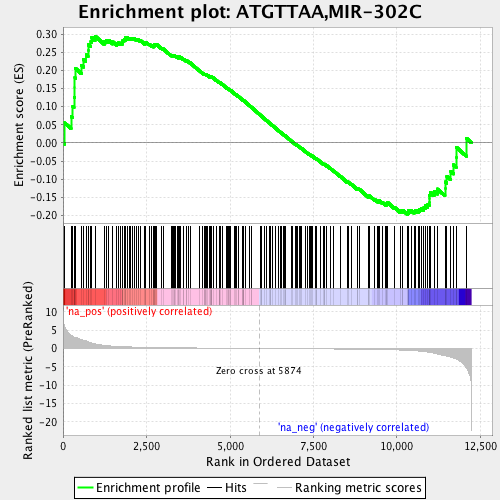 Enrichment plot: ATGTTAA,MIR-302C
Enrichment score (ES)
0.30
0.25
0.20
0.15
0.10
0.05
0.00
-0.05
-0.10
-0.15
-0.20
Ranked list metric (PreRanked)
10
5
0
-5
-10
-15
-20
'na_pos' (positively correlated)
Zero cross at 5874
'na_neg' (negatively correlated)
0
2,500
5,000
7,500
10,000
12,500
Rank in Ordered Dataset
Enrichment profile
Hits
Ranking metric scores